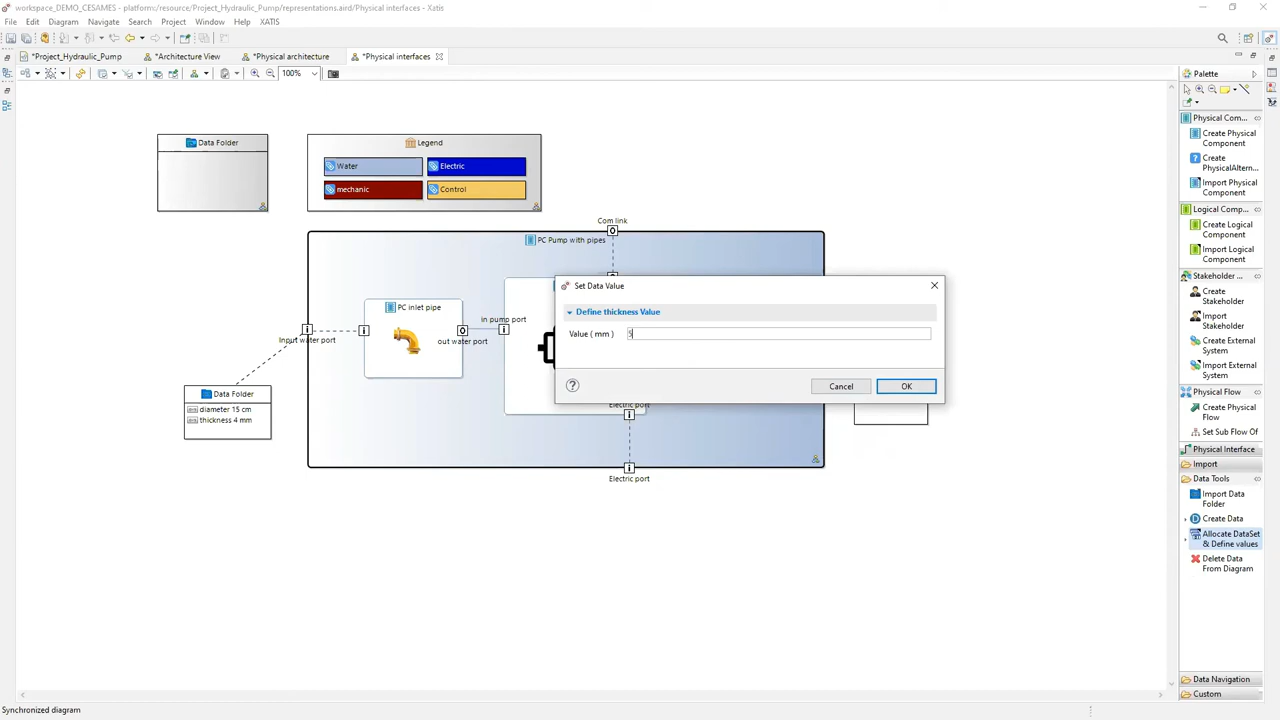 workspace_DEMO_CESAMES - platform:/resource/Project_Hydraulic_Pump/representations.aird/Physical interfaces - Xatis
File Edit Diagram Navigate Search Project Window Help XATIS
*Project_Hydraulic_Pump *Architecture View *Physical architecture *Physical interfaces
100%
Palette
Physical Com...
Create Physical
Component
Create
PhysicalAltern...
Import Physical
Component
Logical Comp...
Create Logical
Component
Import Logical
Component
Stakeholder ...
Create
Stakeholder
Import
Stakeholder
Create External
System
Import External
System
Physical Flow
Create Physical
Flow
Set Sub Flow Of
Physical Interface
Import
Data Tools
Import Data
Folder
Create Data
Allocate DataSet
& Define values
Delete Data
From Diagram
Data Navigation
Custom
Data Folder
Legend
Water
Electric
mechanic
Control
Com link
PC Pump with pipes
PC inlet pipe
in pump port
Input water port
out water port
Data Folder
diameter 15 cm
thickness 4 mm
Set Data Value
Define thickness Value
Value ( mm )
5
Cancel
OK
Electric port
Electric port
Synchronized diagram